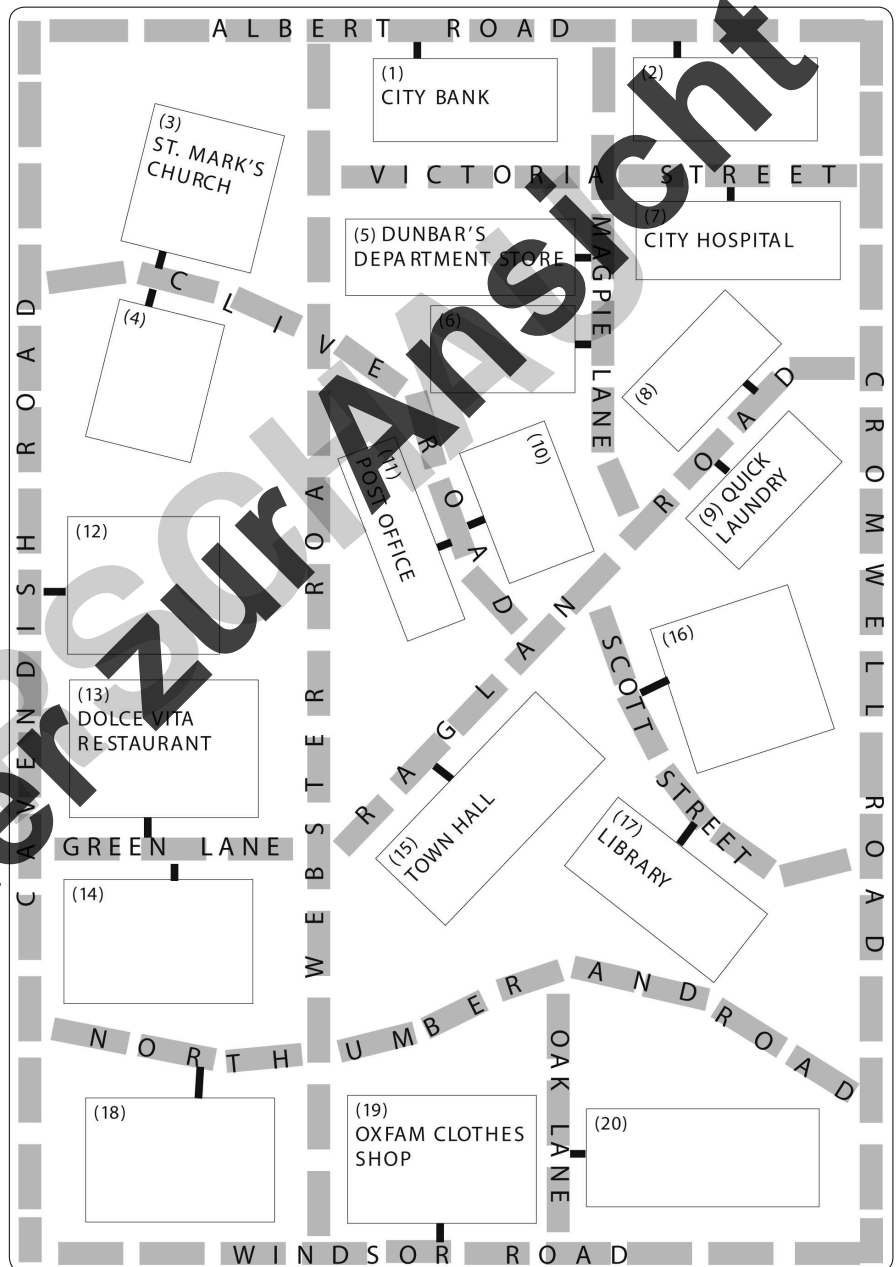 ALBERT ROAD
(1)
CITY BANK
(2)
(3)
ST. MARK'S
CHURCH
VICTORIA STREET
(5) DUNBAR'S
DEPARTMENT STORE
(7)
CITY HOSPITAL
MAGPIE LANE
CLIVE ROAD
(4)
(6)
(8)
(9) QUICK
LAUNDRY
(10)
(11)
POST OFFICE
CAVENDISH ROAD
WEBSTER ROAD
CROMWELL ROAD
RAGLAN ROAD
(12)
(13)
DOLCE VITA
RESTAURANT
GREEN LANE
(14)
(15)
TOWN HALL
SCOTT STREET
(16)
(17)
LIBRARY
NORTHUMBERANDROAD
OAK LANE
(18)
(19)
OXFAM CLOTHES
SHOP
(20)
WINDSOR ROAD
er zur Ansicht